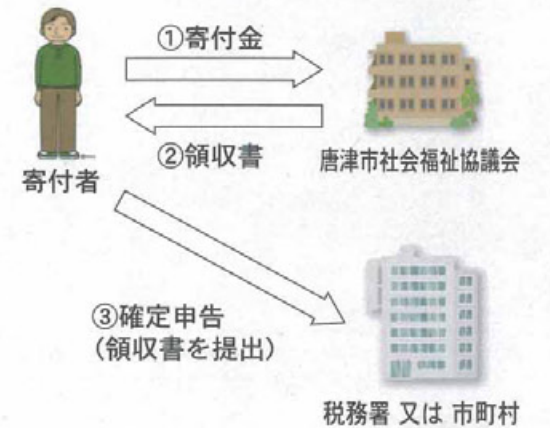 ①寄付金
②領収書
寄付者
唐津市社会福祉協議会
③確定申告
（領収書を提出）
税務署 又は 市町村